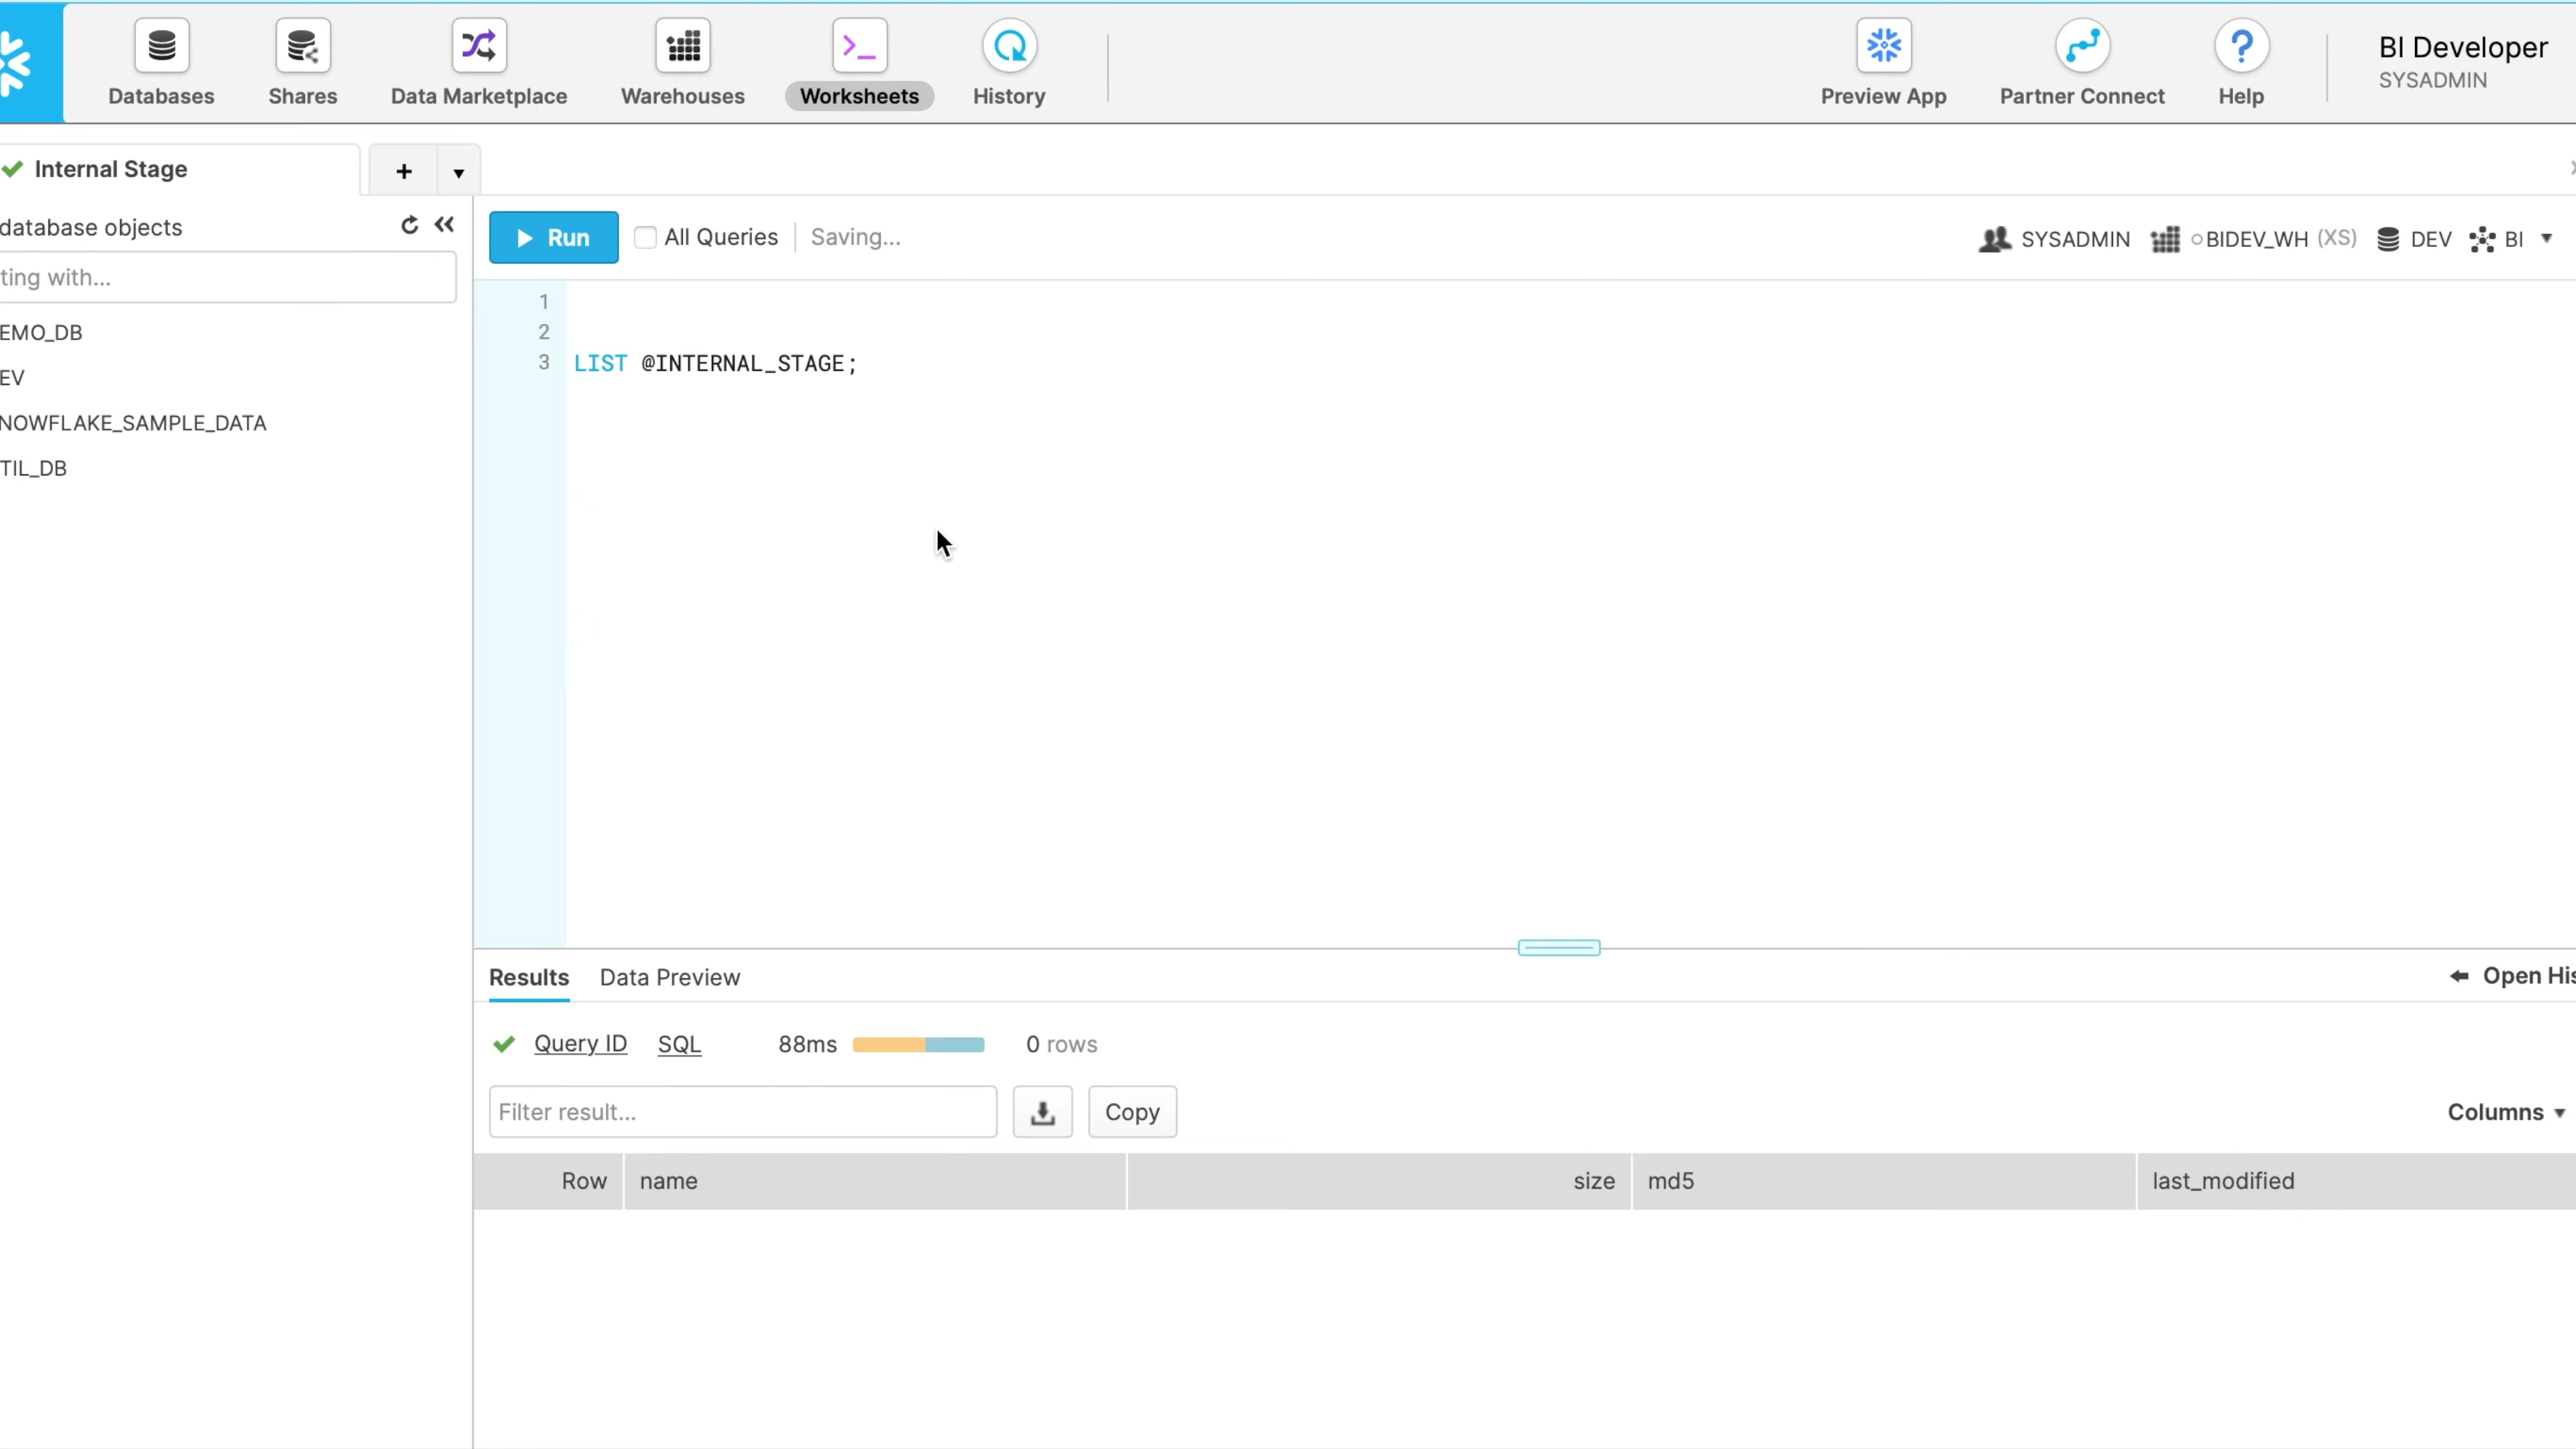 Databases
Shares
Data Marketplace
Warehouses
Worksheets
History
Preview App
Partner Connect
Help
BI Developer
SYSADMIN
Internal Stage
+
database objects
ting with...
EMO_DB
EV
NOWFLAKE_SAMPLE_DATA
TIL_DB
Run
All Queries
Saving...
SYSADMIN
BIDEV_WH (XS)
DEV
BI
1
2
3 LIST @INTERNAL_STAGE;
Results
Data Preview
Open His
Query ID
SQL
88ms
0 rows
Filter result...
Copy
Columns
Row
name
size
md5
last_modified